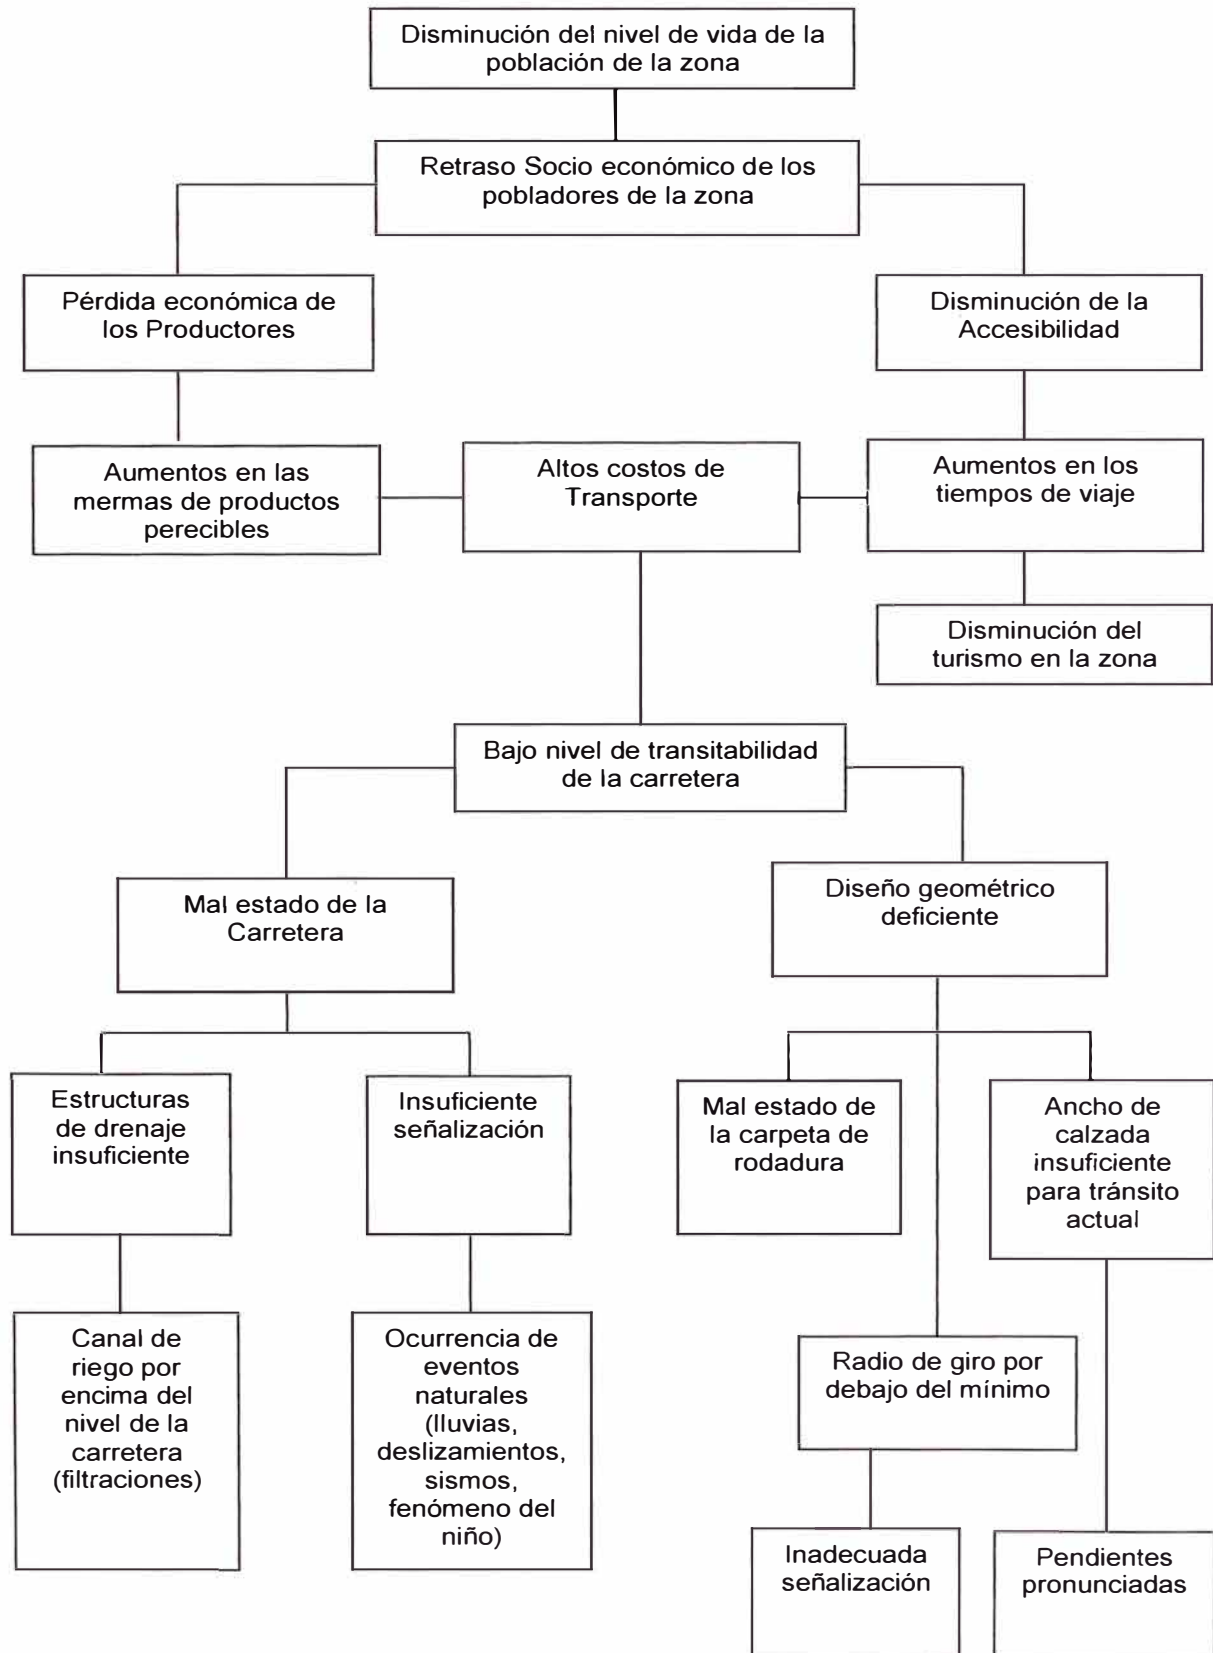 Disminución del nivel de vida de la
población de la zona
Retraso Socio económico de los
pobladores de la zona
Pérdida económica de
los Productores
Disminución de la
Accesibilidad
Aumentos en las
mermas de productos
perecibles
Altos costos de
Transporte
Aumentos en los
tiempos de viaje
Disminución del
turismo en la zona
Bajo nivel de transitabilidad
de la carretera
Mal estado de la
Carretera
Diseño geométrico
deficiente
Estructuras
de drenaje
insuficiente
Insuficiente
señalización
Mal estado de
la carpeta de
rodadura
Ancho de
calzada
insuficiente
para tránsito
actual
Canal de
riego por
encima del
nivel de la
carretera
(filtraciones)
Ocurrencia de
eventos
naturales
(lluvias,
deslizamientos,
sismos,
fenómeno del
niño)
Radio de giro por
debajo del mínimo
Inadecuada
señalización
Pendientes
pronunciadas